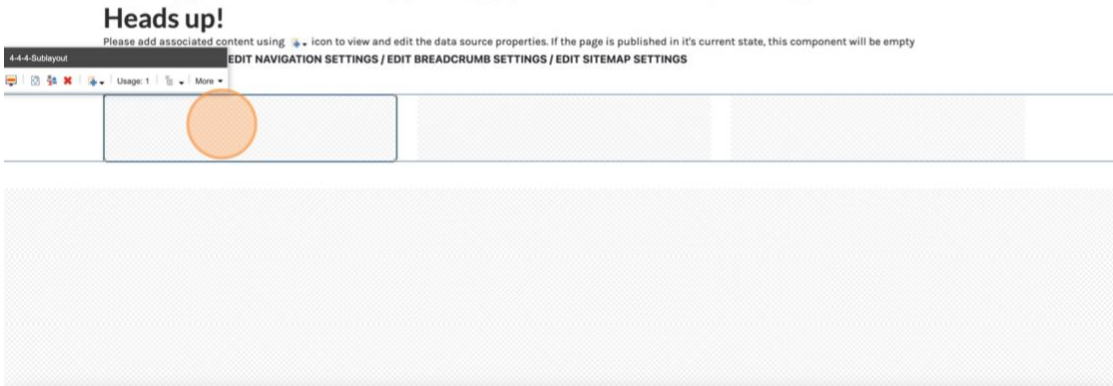 Heads up!
Please add associated content using icon to view and edit the data source properties. If the page is published in it's current state, this component will be empty
4-4-4-Sublayout
EDIT NAVIGATION SETTINGS / EDIT BREADCRUMB SETTINGS / EDIT SITEMAP SETTINGS
Usage: 1 More